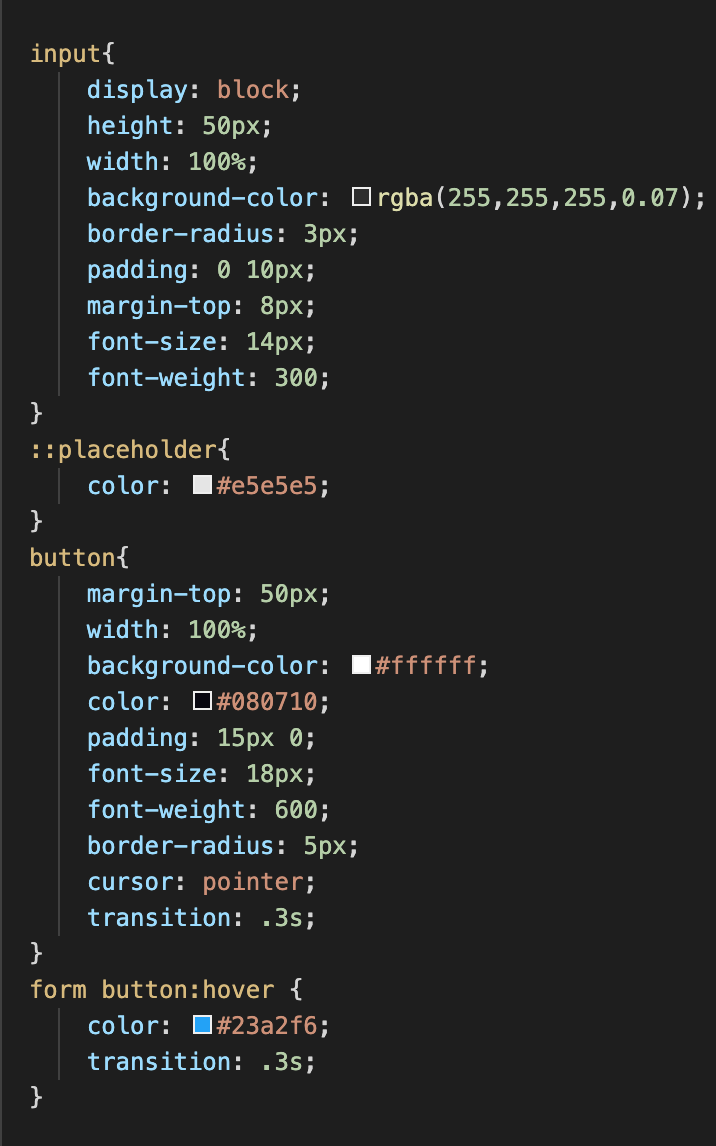 input{
    display: block;
    height: 50px;
    width: 100%;
    background-color: rgba(255,255,255,0.07);
    border-radius: 3px;
    padding: 0 10px;
    margin-top: 8px;
    font-size: 14px;
    font-weight: 300;
}
::placeholder{
    color: #e5e5e5;
}
button{
    margin-top: 50px;
    width: 100%;
    background-color: #ffffff;
    color: #080710;
    padding: 15px 0;
    font-size: 18px;
    font-weight: 600;
    border-radius: 5px;
    cursor: pointer;
    transition: .3s;
}
form button:hover {
    color: #23a2f6;
    transition: .3s;
}